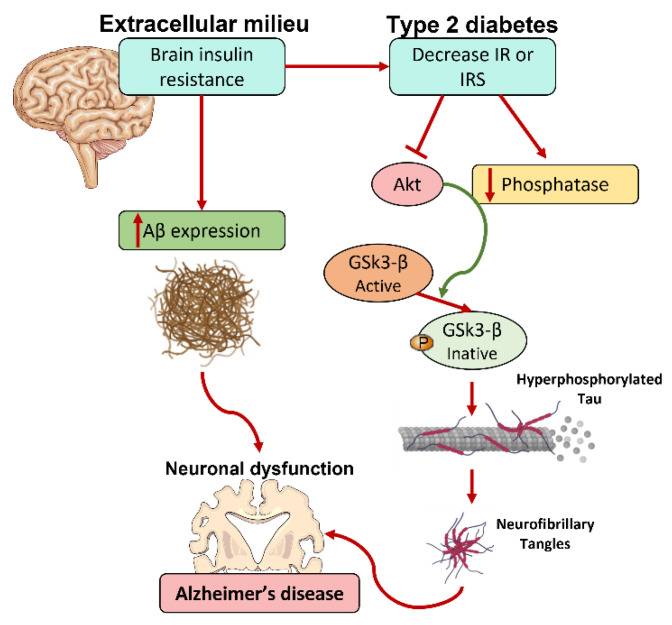 Extracellular milieu
Type 2 diabetes
Brain insulin
resistance
Decrease IR or
IRS
Akt
Phosphatase
Aβ expression
GSk3-β
Active
GSk3-β
Inative
P
Hyperphosphorylated
Tau
Neuronal dysfunction
Neurofibrillary
Tangles
Alzheimer's disease